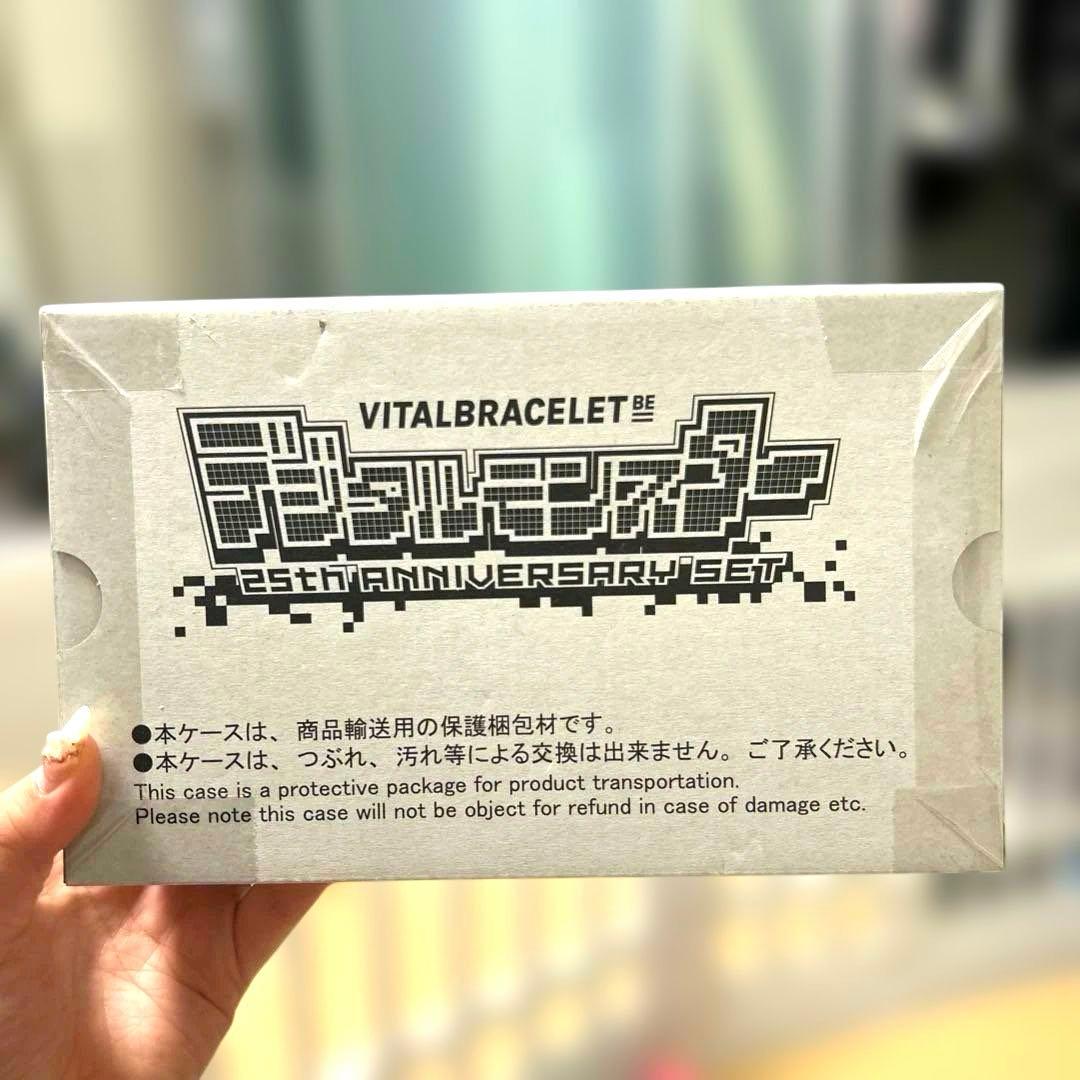 VITALBRACELET BE
デジタルモンスター
25th ANNIVERSARY SET
●本ケースは、商品輸送用の保護梱包材です。
●本ケースは、つぶれ、汚れ等による交換は出来ません。ご了承ください。
This case is a protective package for product transportation.
Please note this case will not be object for refund in case of damage etc.